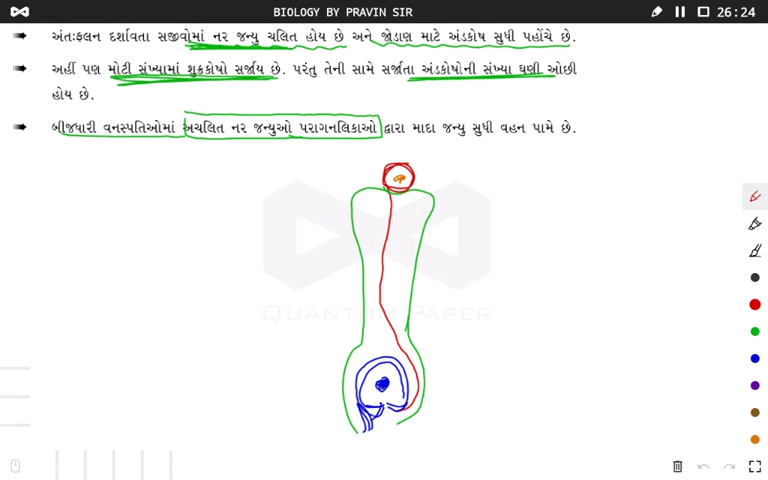 BIOLOGY BY PRAVIN SIR
26:24
અંતઃફલન દર્શાવતા સજીવોમાં નર જન્યુ ચલિત હોય છે અને જોડાણ માટે અંડકોષ સુધી પહોંચે છે.
અહીં પણ મોટી સંખ્યામાં શુક્રકોષો સર્જાય છે. પરંતુ તેની સામે સર્જાતા અંડકોષોની સંખ્યા ઘણી ઓછી
હોય છે.
બીજધારી વનસ્પતિઓમાં અચલિત નર જન્યુઓ પરાગનલિકાઓ દ્વારા માદા જન્યુ સુધી વહન પામે છે.
QUANTUM PAPER